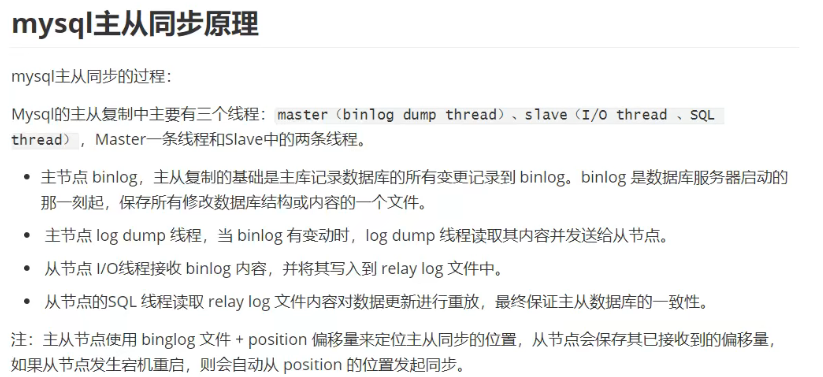 mysql主从同步原理
mysql主从同步的过程：
Mysql的主从复制中主要有三个线程：master（binlog dump thread）、slave（I/O thread 、SQL
thread），Master一条线程和Slave中的两条线程。
主节点 binlog，主从复制的基础是主库记录数据库的所有变更记录到 binlog。binlog 是数据库服务器启动的
那一刻起，保存所有修改数据库结构或内容的一个文件。
主节点 log dump 线程，当 binlog 有变动时，log dump 线程读取其内容并发送给从节点。
从节点 I/O线程接收 binlog 内容，并将其写入到 relay log 文件中。
从节点的SQL 线程读取 relay log 文件内容对数据更新进行重放，最终保证主从数据库的一致性。
注：主从节点使用 binglog 文件 + position 偏移量来定位主从同步的位置，从节点会保存其已接收到的偏移量，
如果从节点发生宕机重启，则会自动从 position 的位置发起同步。